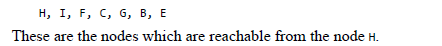 H, I, F, C, G, B, E
These are the nodes which are reachable from the node H.